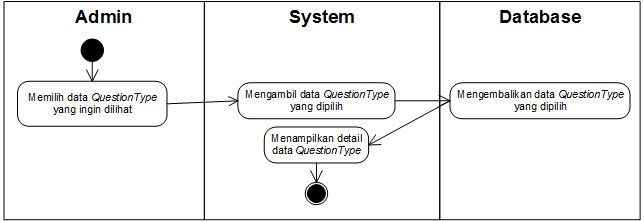 Admin
System
Database
Memilih data QuestionType
yang ingin dilihat
Mengambil data QuestionType
yang dipilih
Mengembalikan data QuestionType
yang dipilih
Menampilkan detail
data QuestionType